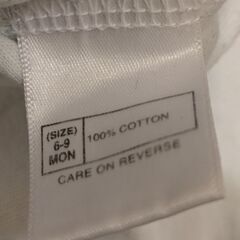 (SIZE)
6-9
MON
100% COTTON
CARE ON REVERSE